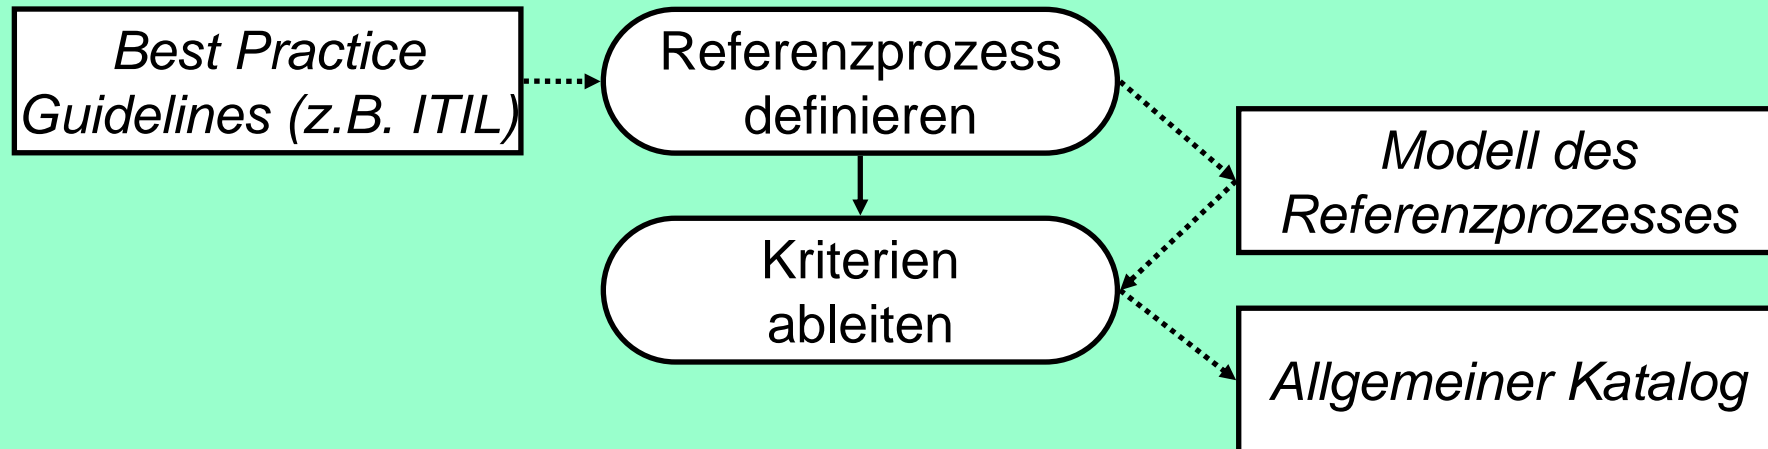 Best Practice
Guidelines (z.B. ITIL)
Referenzprozess
definieren
Modell des
Referenzprozesses
Kriterien
ableiten
Allgemeiner Katalog